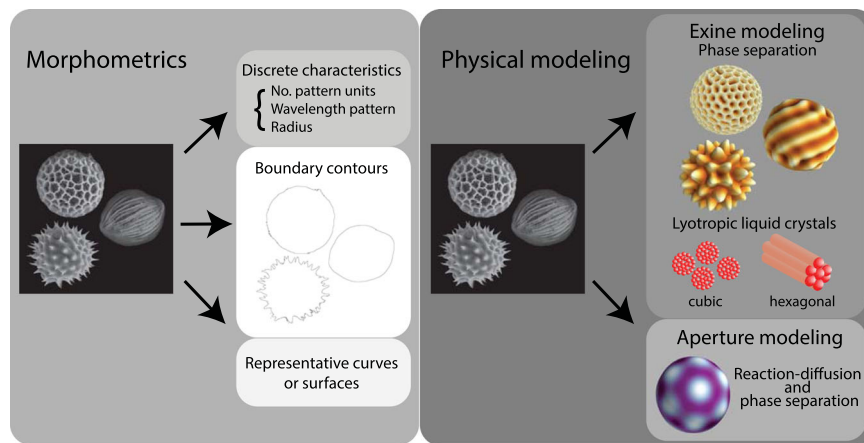 Morphometrics
Discrete characteristics
{ No. pattern units
Wavelength pattern
Radius
Boundary contours
Representative curves
or surfaces
Physical modeling
Exine modeling
Phase separation
Lyotropic liquid crystals
cubic
hexagonal
Aperture modeling
Reaction-diffusion
and
phase separation